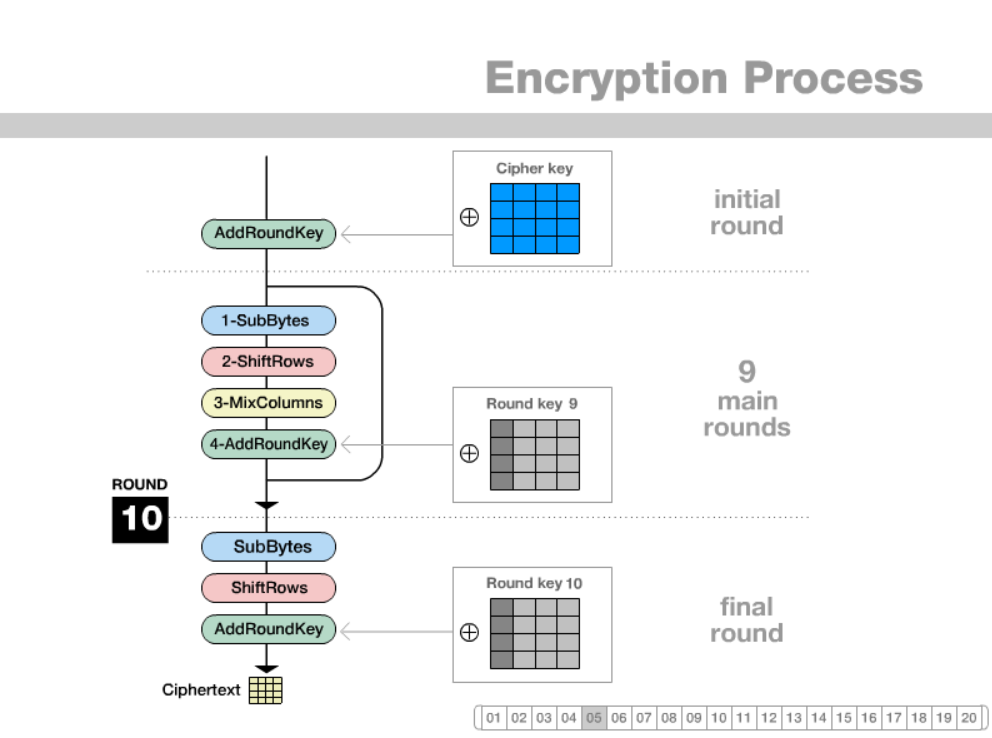 Encryption Process
Cipher key
initial
round
AddRoundKey
1-SubBytes
2-ShiftRows
3-MixColumns
4-AddRoundKey
Round key 9
9
main
rounds
ROUND
10
SubBytes
ShiftRows
AddRoundKey
Round key 10
final
round
Ciphertext
01 02 03 04 05 06 07 08 09 10 11 12 13 14 15 16 17 18 19 20